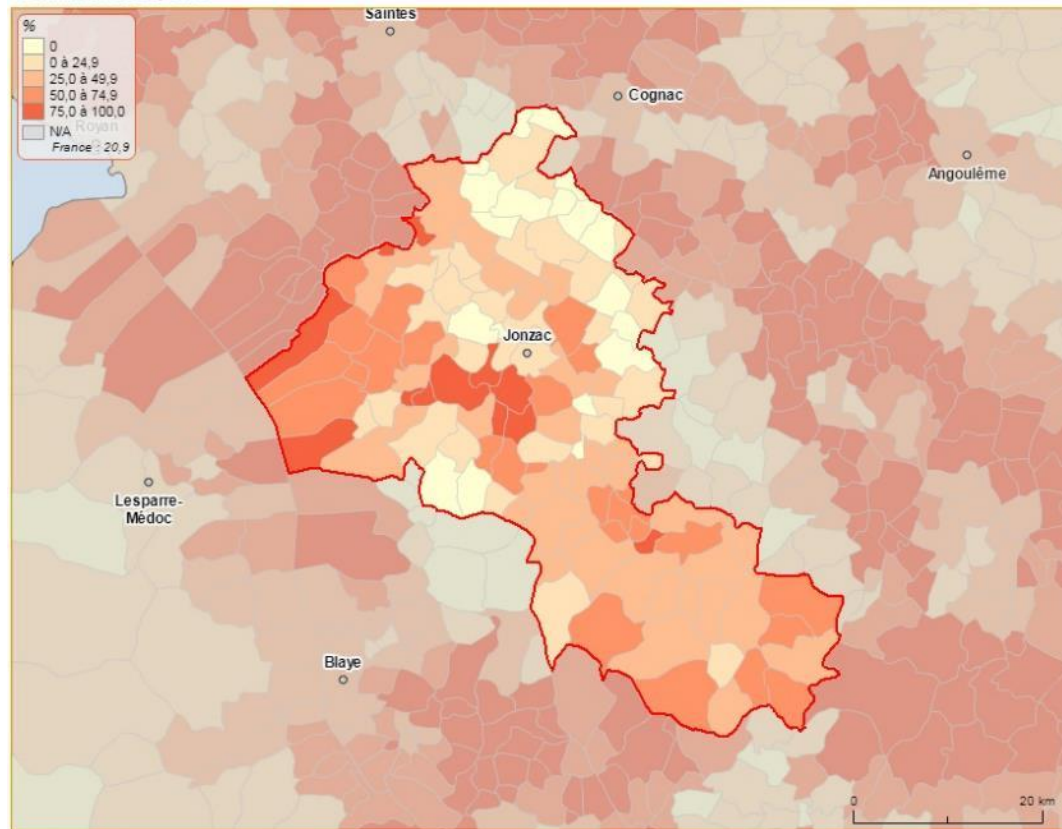 Saintes
%
0
0 à 24,9
25,0 à 49,9
50,0 à 74,9
75,0 à 100,0
N/A
Royan
France : 20,9
Cognac
Angoulême
Jonzac
Lesparre-
Médoc
Blaye
0 20 km